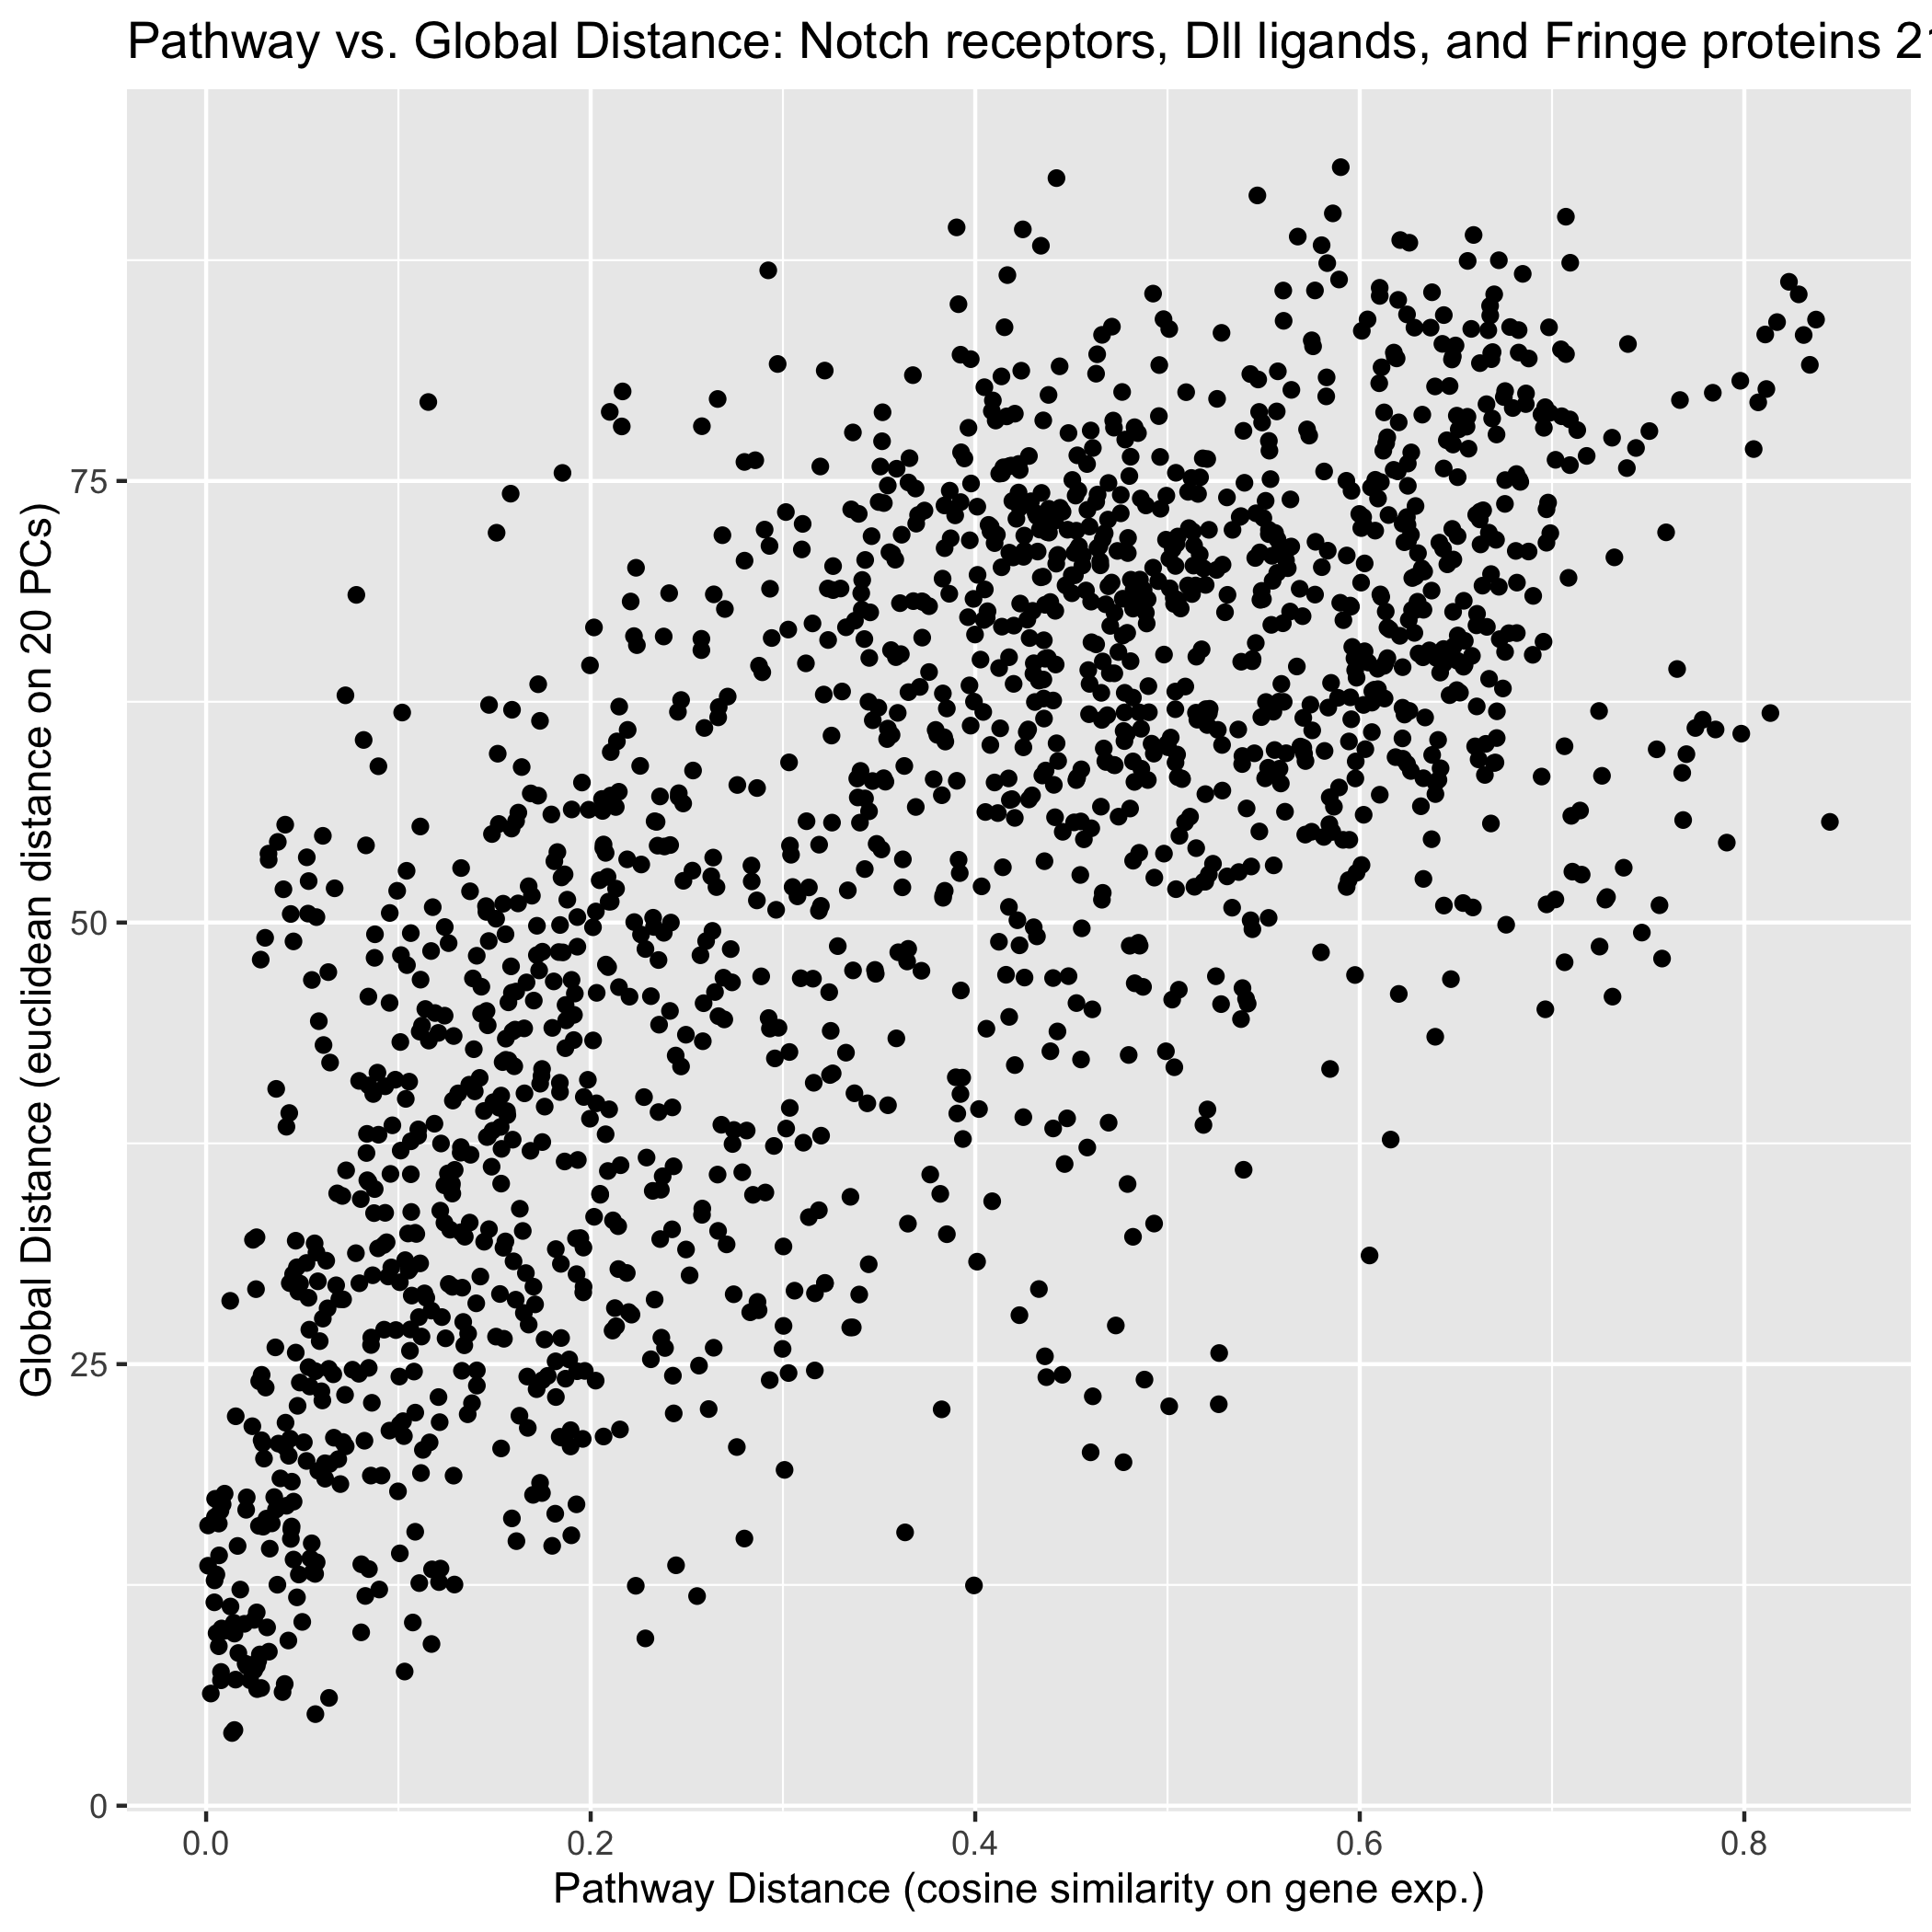 Pathway vs. Global Distance: Notch receptors, Dll ligands, and Fringe proteins
Global Distance (euclidean distance on 20 PCs)
75
50
25
0
0.0 0.2 0.4 0.6 0.8
Pathway Distance (cosine similarity on gene exp.)